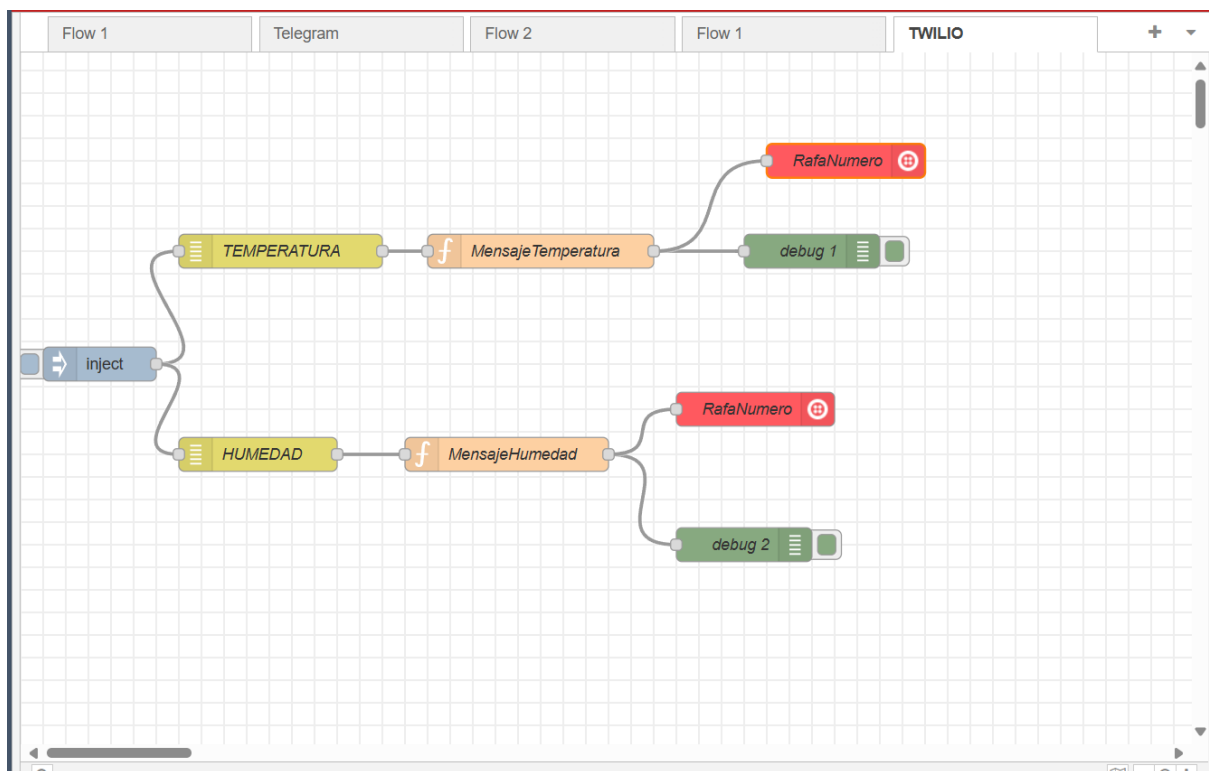 Flow 1
Telegram
Flow 2
Flow 1
TWILIO
RafaNumero
TEMPERATURA
MensajeTemperatura
debug 1
inject
RafaNumero
HUMEDAD
MensajeHumedad
debug 2